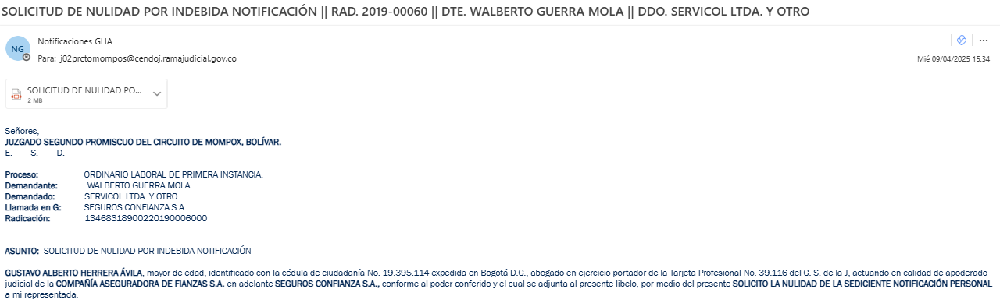 SOLICITUD DE NULIDAD POR INDEBIDA NOTIFICACIÓN || RAD. 2019-00060 || DTE. WALBERTO GUERRA MOLA || DDO. SERVICOL LTDA. Y OTRO
NG
Notificaciones GHA
Para: j02prctomompos@cendoj.ramajudicial.gov.co
Mié 09/04/2025 15:34
SOLICITUD DE NULIDAD PO...
2 MB
Señores,
JUZGADO SEGUNDO PROMISCUO DEL CIRCUITO DE MOMPOX, BOLÍVAR.
E. S. D.
Proceso: ORDINARIO LABORAL DE PRIMERA INSTANCIA.
Demandante: WALBERTO GUERRA MOLA.
Demandado: SERVICOL LTDA. Y OTRO.
Llamada en G: SEGUROS CONFIANZA S.A.
Radicación: 13468318900220190006000
ASUNTO: SOLICITUD DE NULIDAD POR INDEBIDA NOTIFICACIÓN
GUSTAVO ALBERTO HERRERA ÁVILA, mayor de edad, identificado con la cédula de ciudadanía No. 19.395.114 expedida en Bogotá D.C., abogado en ejercicio portador de la Tarjeta Profesional No. 39.116 del C. S. de la J, actuando en calidad de apoderado
judicial de la COMPAÑÍA ASEGURADORA DE FIANZAS S.A. en adelante SEGUROS CONFIANZA S.A., conforme al poder conferido y el cual se adjunta al presente libelo, por medio del presente SOLICITO LA NULIDAD DE LA SEDICIENTE NOTIFICACIÓN PERSONAL
a mi representada.